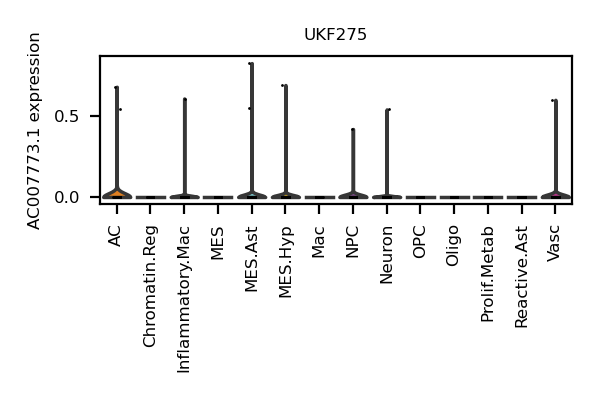 UKF275
AC007773.1 expression
0.5
0.0
AC
Chromatin.Reg
Inflammatory.Mac
MES
MES.Ast
MES.Hyp
Mac
NPC
Neuron
OPC
Oligo
Prolif.Metab
Reactive.Ast
Vasc